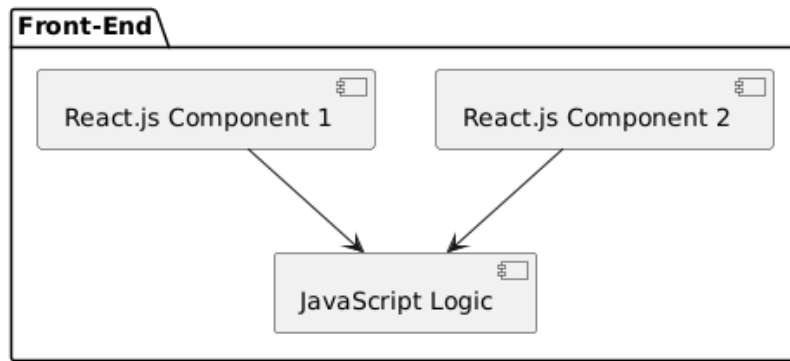 Front-End
React.js Component 1
React.js Component 2
JavaScript Logic